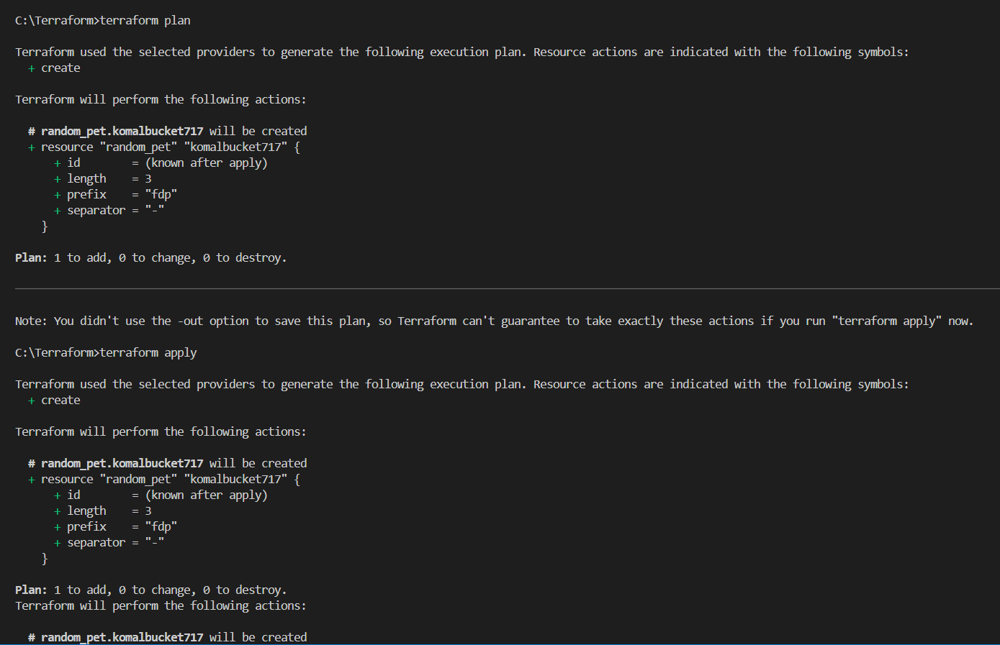 C:\Terraform>terraform plan
Terraform used the selected providers to generate the following execution plan. Resource actions are indicated with the following symbols:
  + create
Terraform will perform the following actions:
  # random_pet.komalbucket717 will be created
  + resource "random_pet" "komalbucket717" {
      + id        = (known after apply)
      + length    = 3
      + prefix    = "fdp"
      + separator = "-"
    }
Plan: 1 to add, 0 to change, 0 to destroy.
Note: You didn't use the -out option to save this plan, so Terraform can't guarantee to take exactly these actions if you run "terraform apply" now.
C:\Terraform>terraform apply
Terraform used the selected providers to generate the following execution plan. Resource actions are indicated with the following symbols:
  + create
Terraform will perform the following actions:
  # random_pet.komalbucket717 will be created
  + resource "random_pet" "komalbucket717" {
      + id        = (known after apply)
      + length    = 3
      + prefix    = "fdp"
      + separator = "-"
    }
Plan: 1 to add, 0 to change, 0 to destroy.
Terraform will perform the following actions:
  # random_pet.komalbucket717 will be created